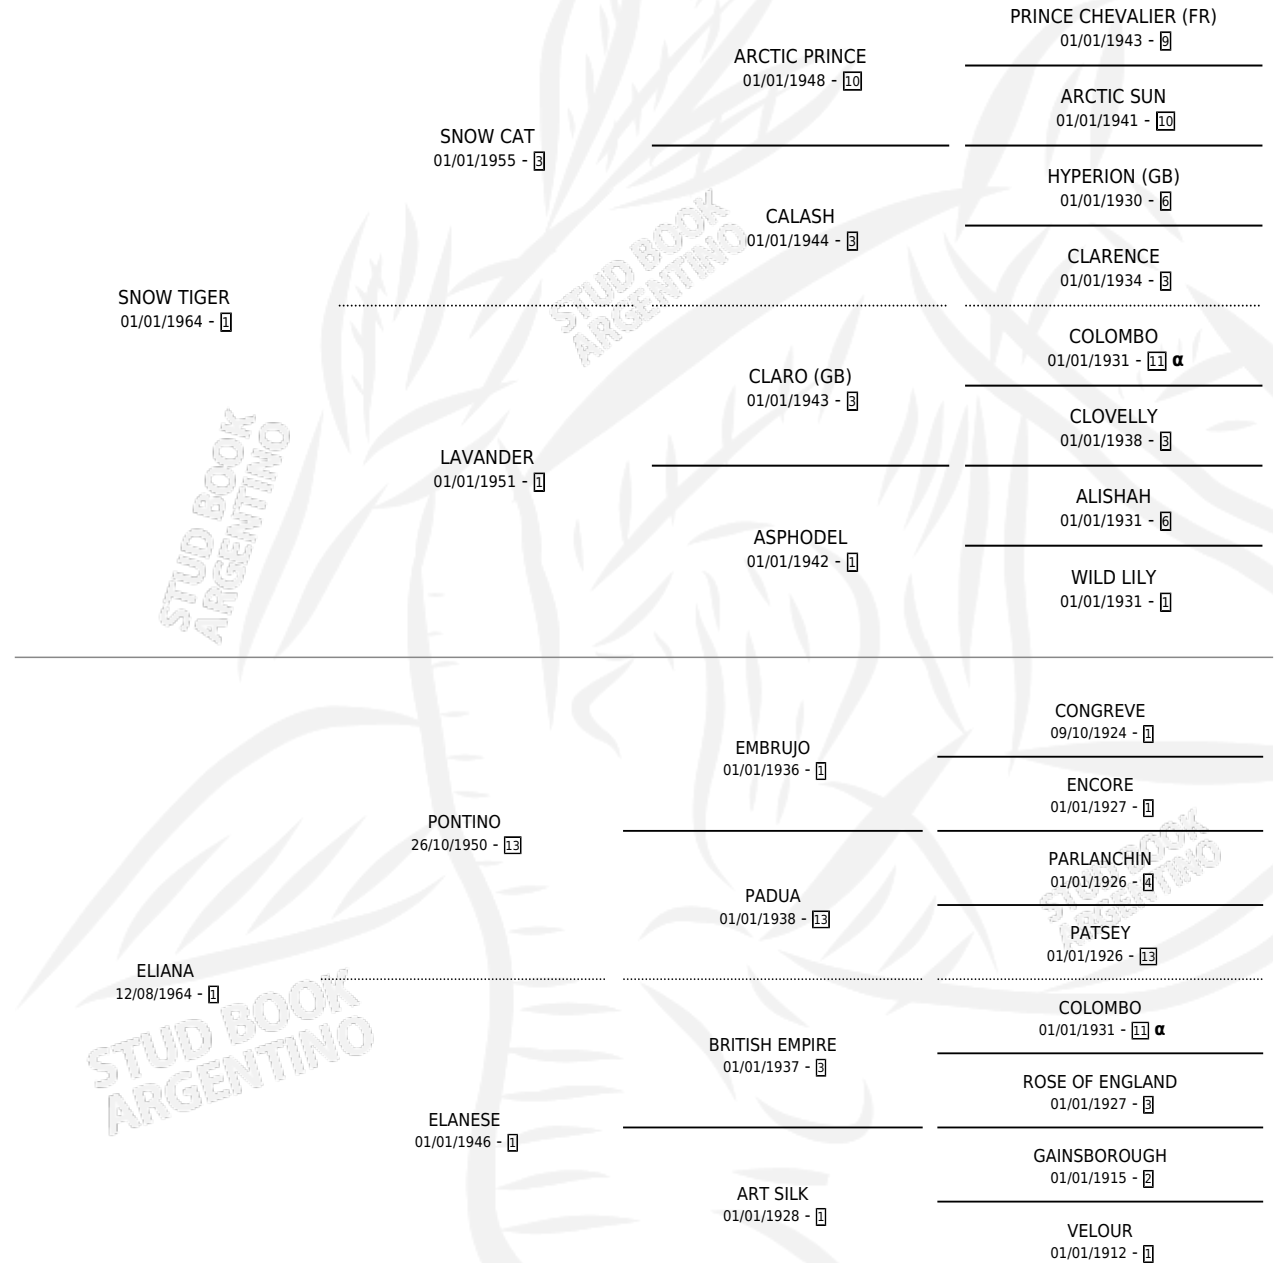 PRINCE CHEVALIER (FR)
01/01/1943 - 9
ARCTIC PRINCE
01/01/1948 - 10
ARCTIC SUN
01/01/1941 - 10
SNOW CAT
01/01/1955 - 3
HYPERION (GB)
01/01/1930 - 6
CALASH
01/01/1944 - 3
CLARENCE
01/01/1934 - 3
SNOW TIGER
01/01/1964 - 1
COLOMBO
01/01/1931 - 11 α
CLARO (GB)
01/01/1943 - 3
CLOVELLY
01/01/1938 - 3
LAVANDER
01/01/1951 - 1
ALISHAH
01/01/1931 - 6
ASPHODEL
01/01/1942 - 1
WILD LILY
01/01/1931 - 1
CONGREVE
09/10/1924 - 1
EMBRUJO
01/01/1936 - 1
ENCORE
01/01/1927 - 1
PONTINO
26/10/1950 - 13
PARLANCHIN
01/01/1926 - 4
PADUA
01/01/1938 - 13
PATSEY
01/01/1926 - 13
ELIANA
12/08/1964 - 1
COLOMBO
01/01/1931 - 11 α
BRITISH EMPIRE
01/01/1937 - 3
ROSE OF ENGLAND
01/01/1927 - 3
ELANESE
01/01/1946 - 1
GAINSBOROUGH
01/01/1915 - 2
ART SILK
01/01/1928 - 1
VELOUR
01/01/1912 - 1
STUD BOOK
ARGENTINO
STUD BOOK
ARGENTINO
STUD BOOK
ARGENTINO
STUD BOOK
ARGENTINO